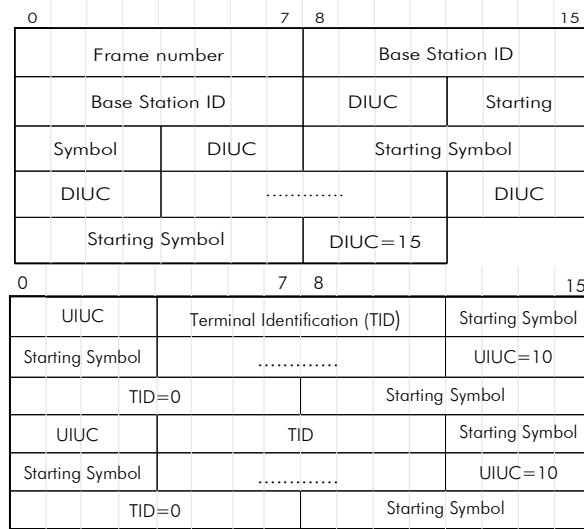 0 7 8 15
Frame number Base Station ID
Base Station ID DIUC Starting
Symbol DIUC Starting Symbol
DIUC ............. DIUC
Starting Symbol DIUC=15
0 7 8 15
UIUC Terminal Identification (TID) Starting Symbol
Starting Symbol ............. UIUC=10
TID=0 Starting Symbol
UIUC TID Starting Symbol
Starting Symbol ............. UIUC=10
TID=0 Starting Symbol